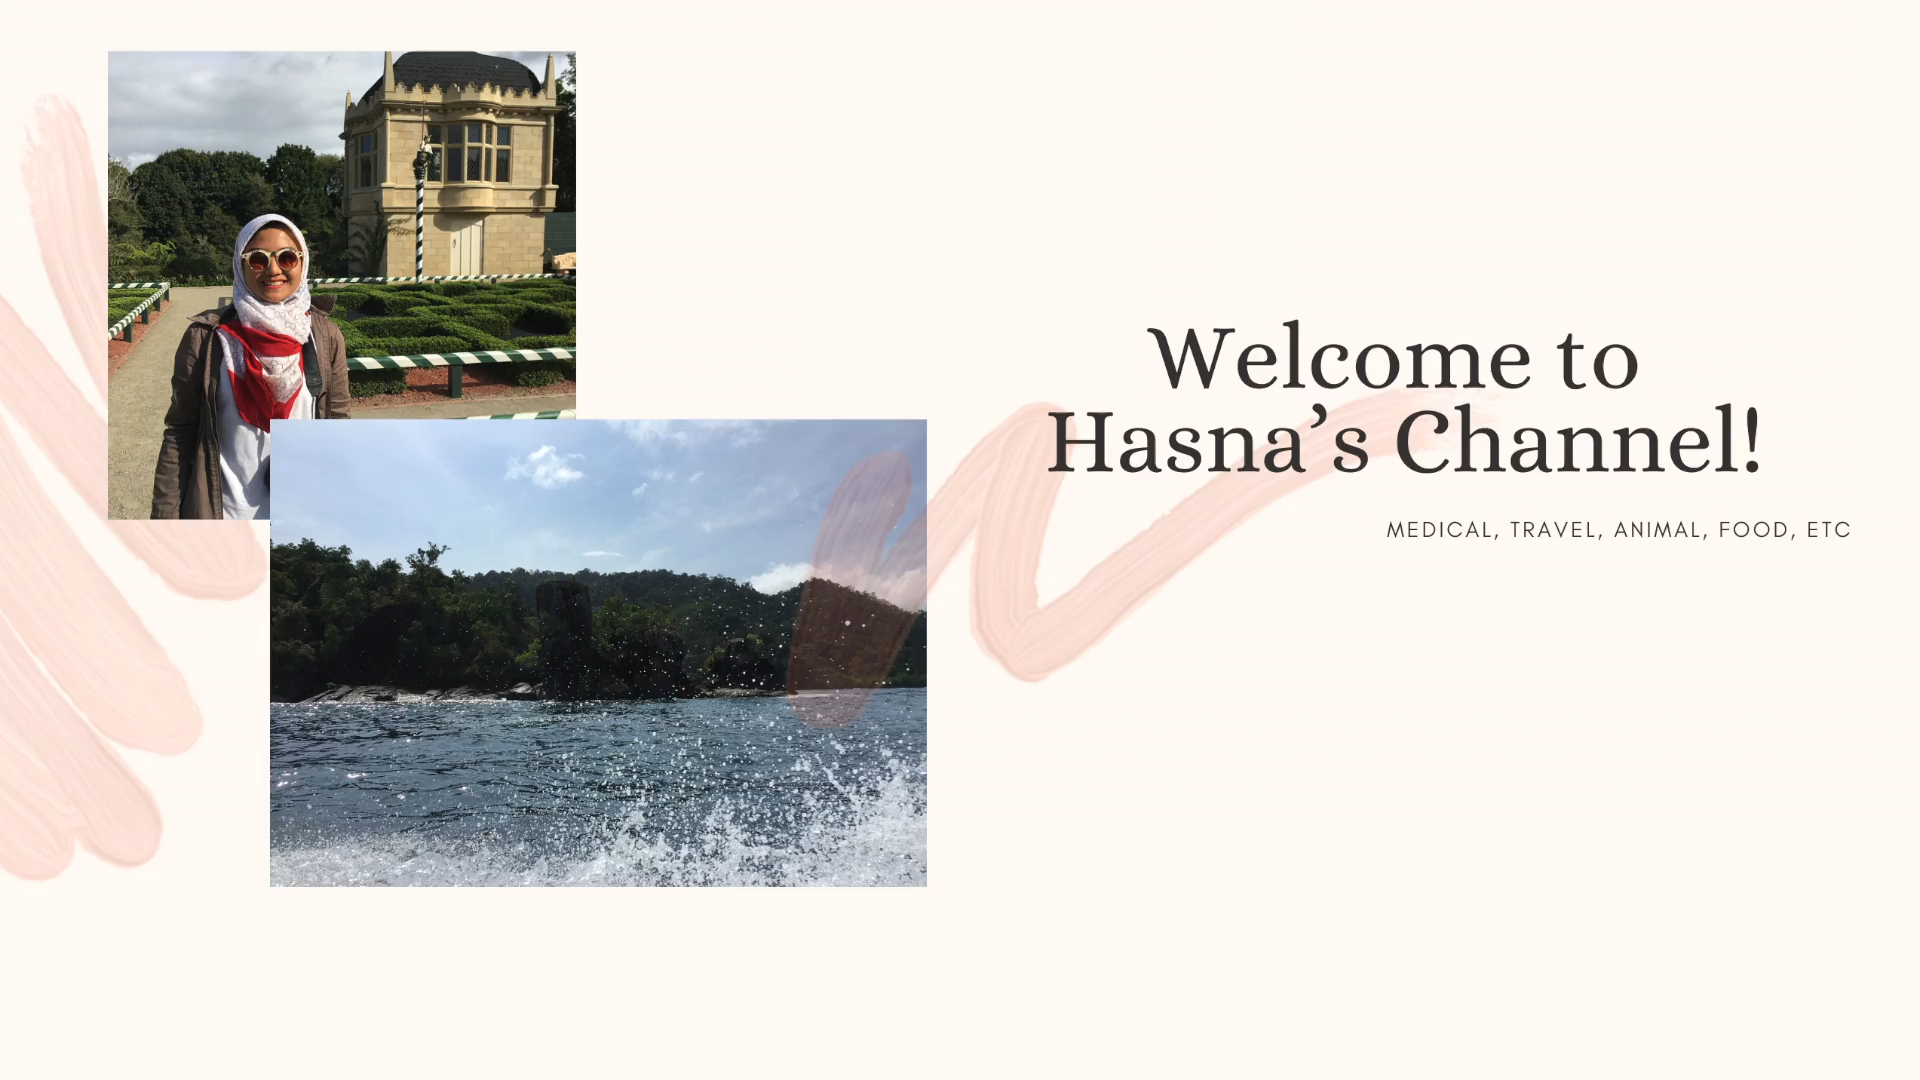 Welcome to
Hasna’s Channel!
MEDICAL, TRAVEL, ANIMAL, FOOD, ETC